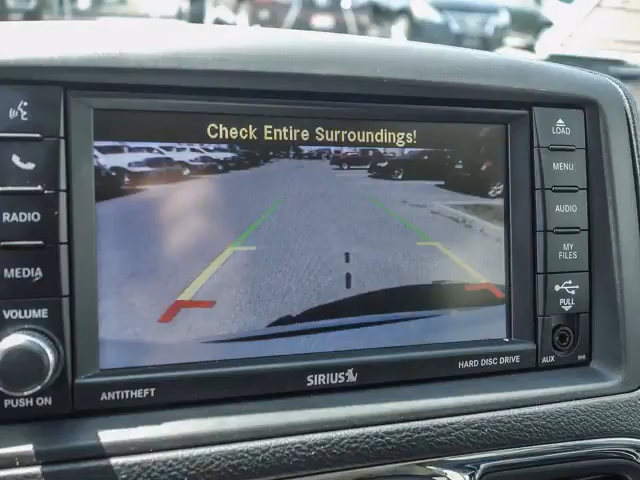 Check Entire Surroundings!
RADIO
MEDIA
VOLUME
PUSH ON
ANTITHEFT
SIRIUS
HARD DISC DRIVE
LOAD
MENU
AUDIO
MY
FILES
PULL
AUX